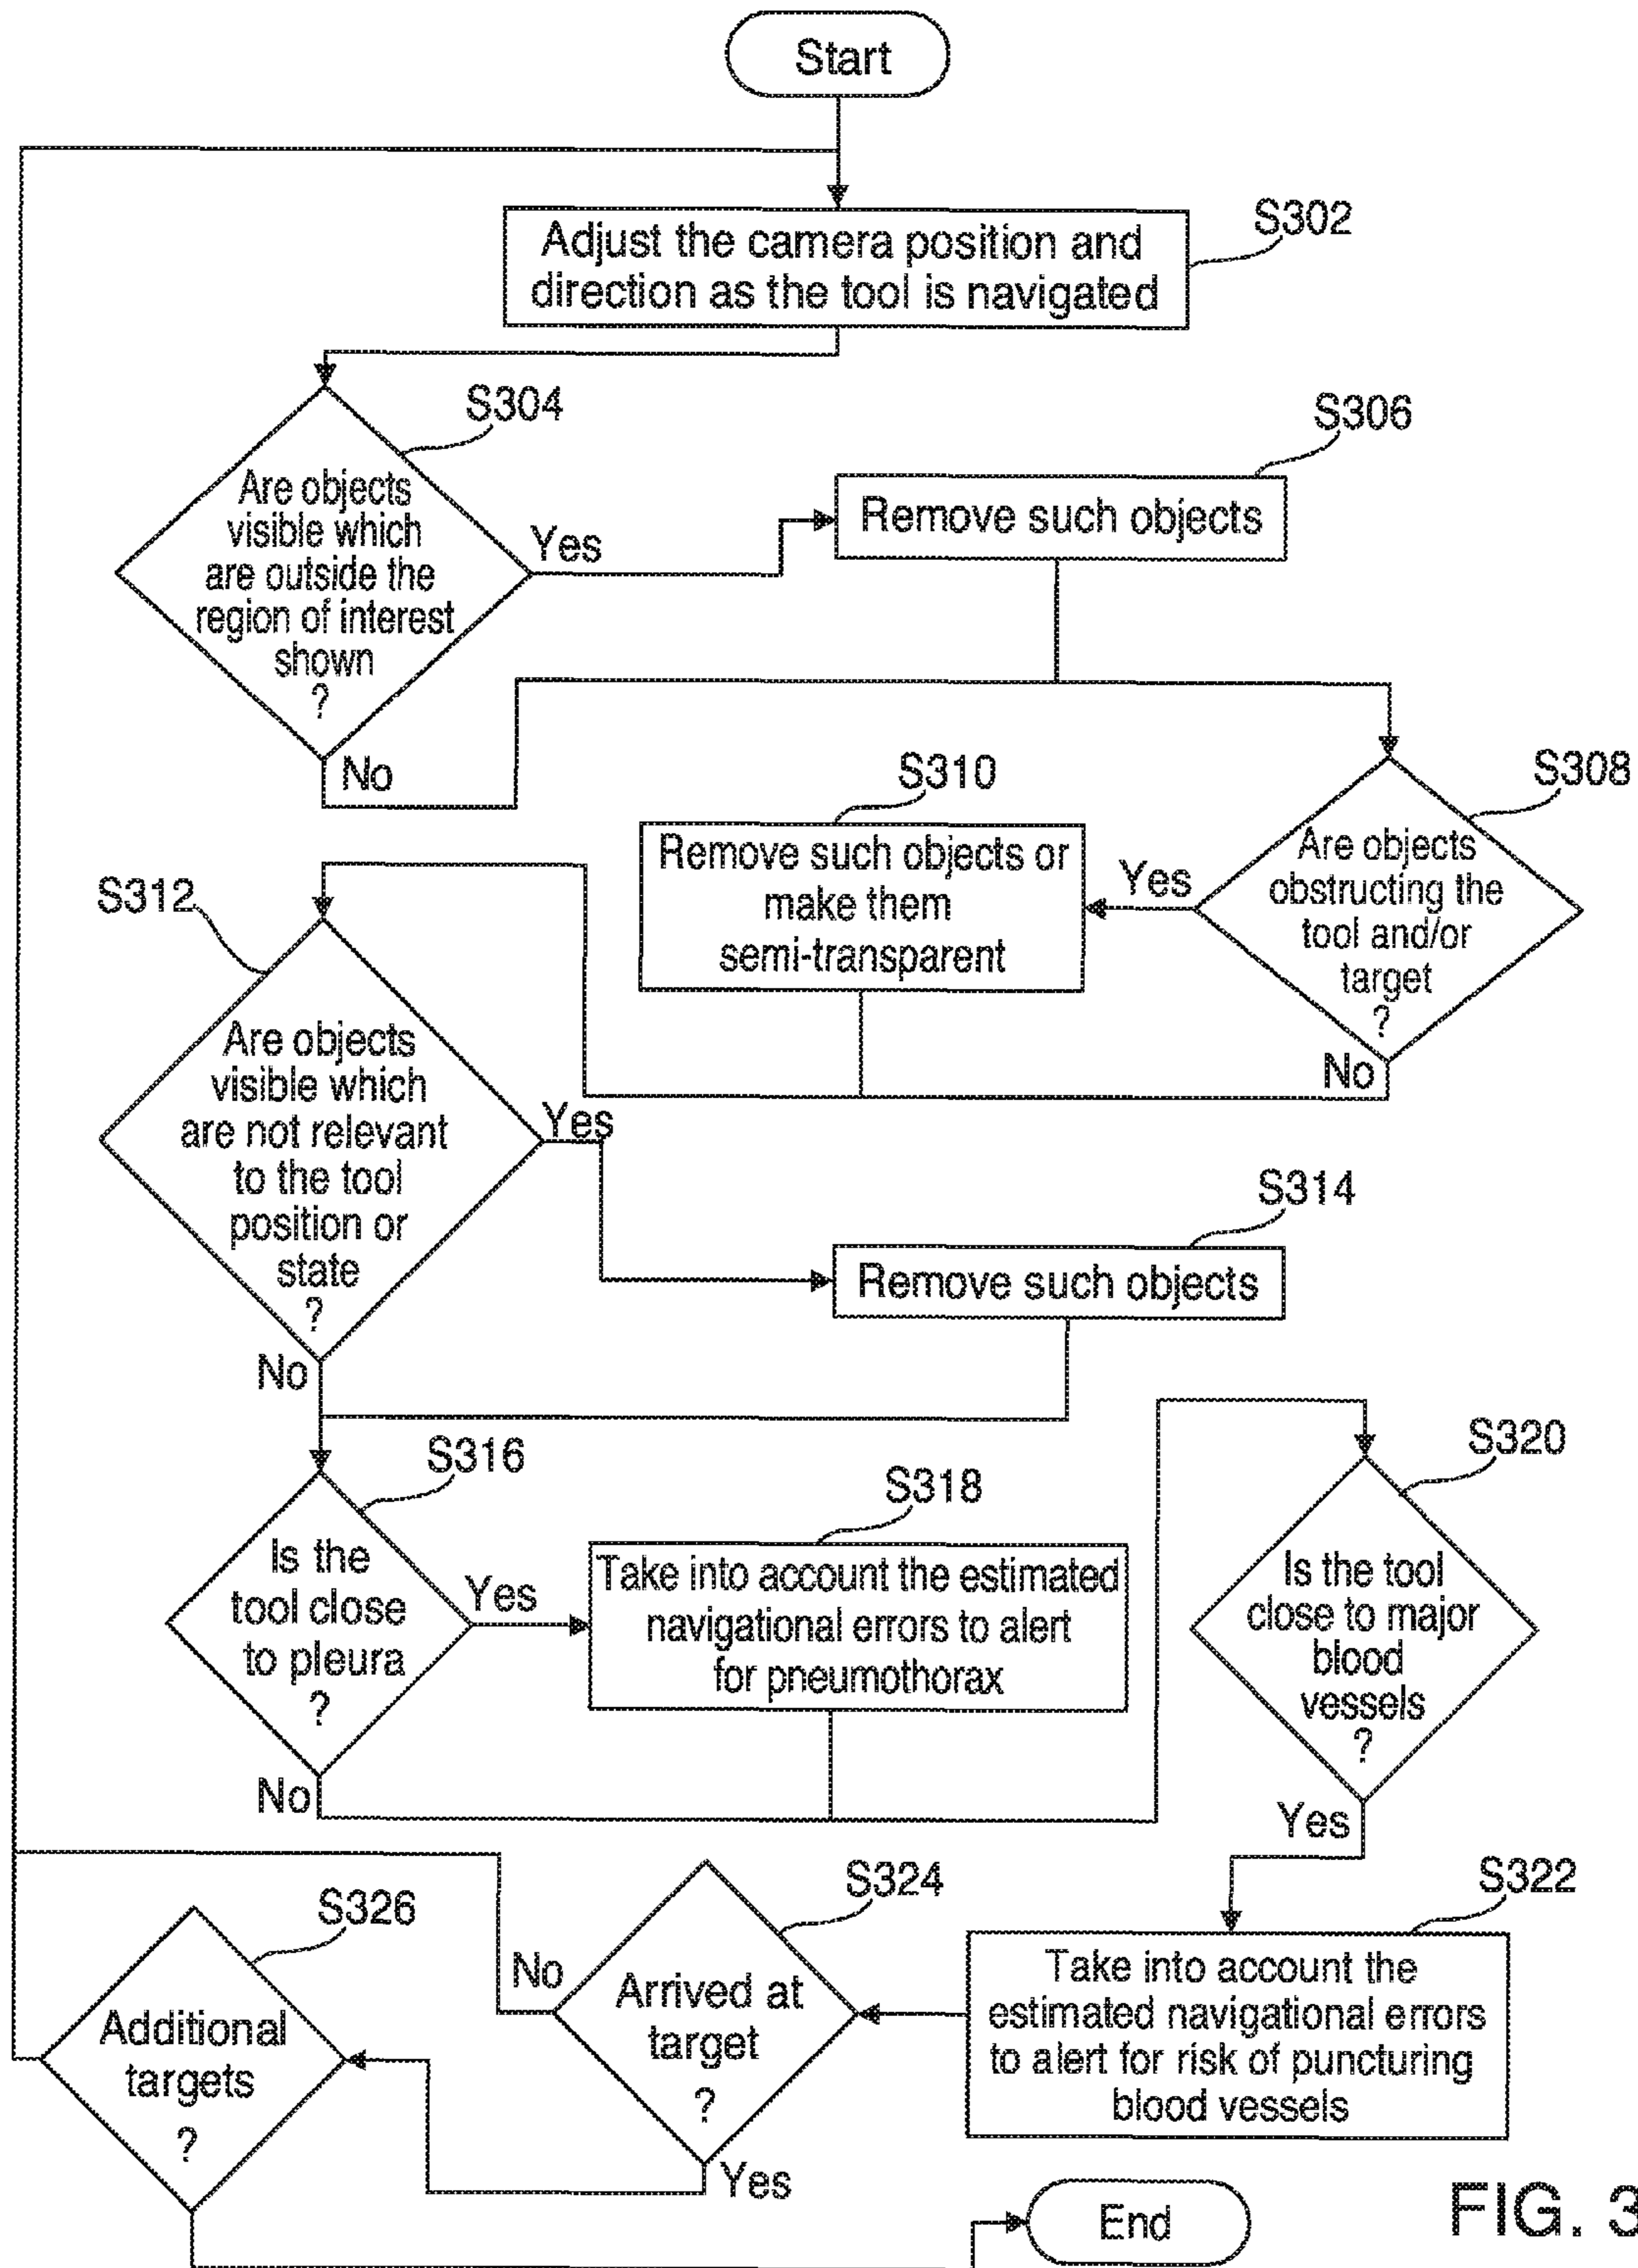 Start
S302
Adjust the camera position and
direction as the tool is navigated
S304
Are objects
visible which
are outside the
region of interest
shown
?
Yes
No
S306
Remove such objects
S308
Are objects
obstructing the
tool and/or
target
?
Yes
No
S310
Remove such objects or
make them
semi-transparent
S312
Are objects
visible which
are not relevant
to the tool
position or
state
?
Yes
No
S314
Remove such objects
S316
Is the
tool close
to pleura
?
Yes
No
S318
Take into account the estimated
navigational errors to alert
for pneumothorax
S320
Is the tool
close to major
blood
vessels
?
Yes
S322
Take into account the
estimated navigational errors
to alert for risk of puncturing
blood vessels
S324
Arrived at
target
?
No
Yes
S326
Additional
targets
?
End
FIG. 3